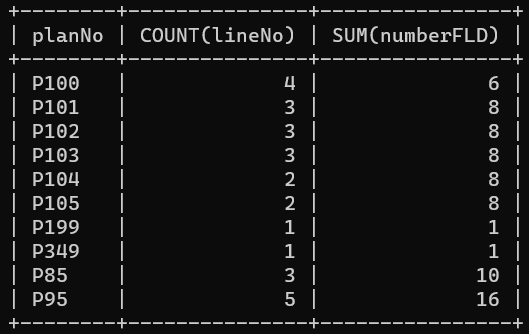 +--------+---------------+----------------+
| planNo | COUNT(lineNo) | SUM(numberFLD) |
+--------+---------------+----------------+
| P100   |             4 |              6 |
| P101   |             3 |              8 |
| P102   |             3 |              8 |
| P103   |             3 |              8 |
| P104   |             2 |              8 |
| P105   |             2 |              8 |
| P199   |             1 |              1 |
| P349   |             1 |              1 |
| P85    |             3 |             10 |
| P95    |             5 |             16 |
+--------+---------------+----------------+